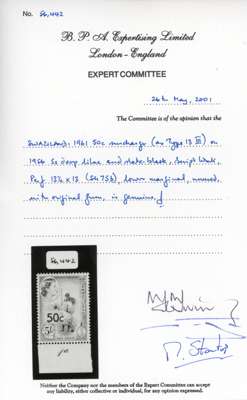 No. 56,442
B. P. A. Expertising Limited
London - England
EXPERT COMMITTEE
24th May, 2001
The Committee is of the opinion that the
SWAZILAND: 1961 50c surcharge (as Type 13 III) on
1956 5s deep lilac and slate-black, Script Wmk,
Perf 13½ x 13 (SG 75b), lower marginal, unused
with original gum, is genuine.
56,442
50c
Neither the Company nor the members of the Expert Committee can accept
any liability, either collective or individual, for any opinion expressed.